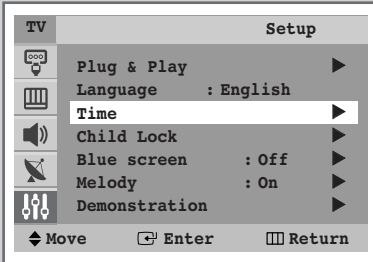 TV Setup
Plug & Play
Language : English
Time
Child Lock
Blue screen : Off
Melody : On
Demonstration
Move Enter Return